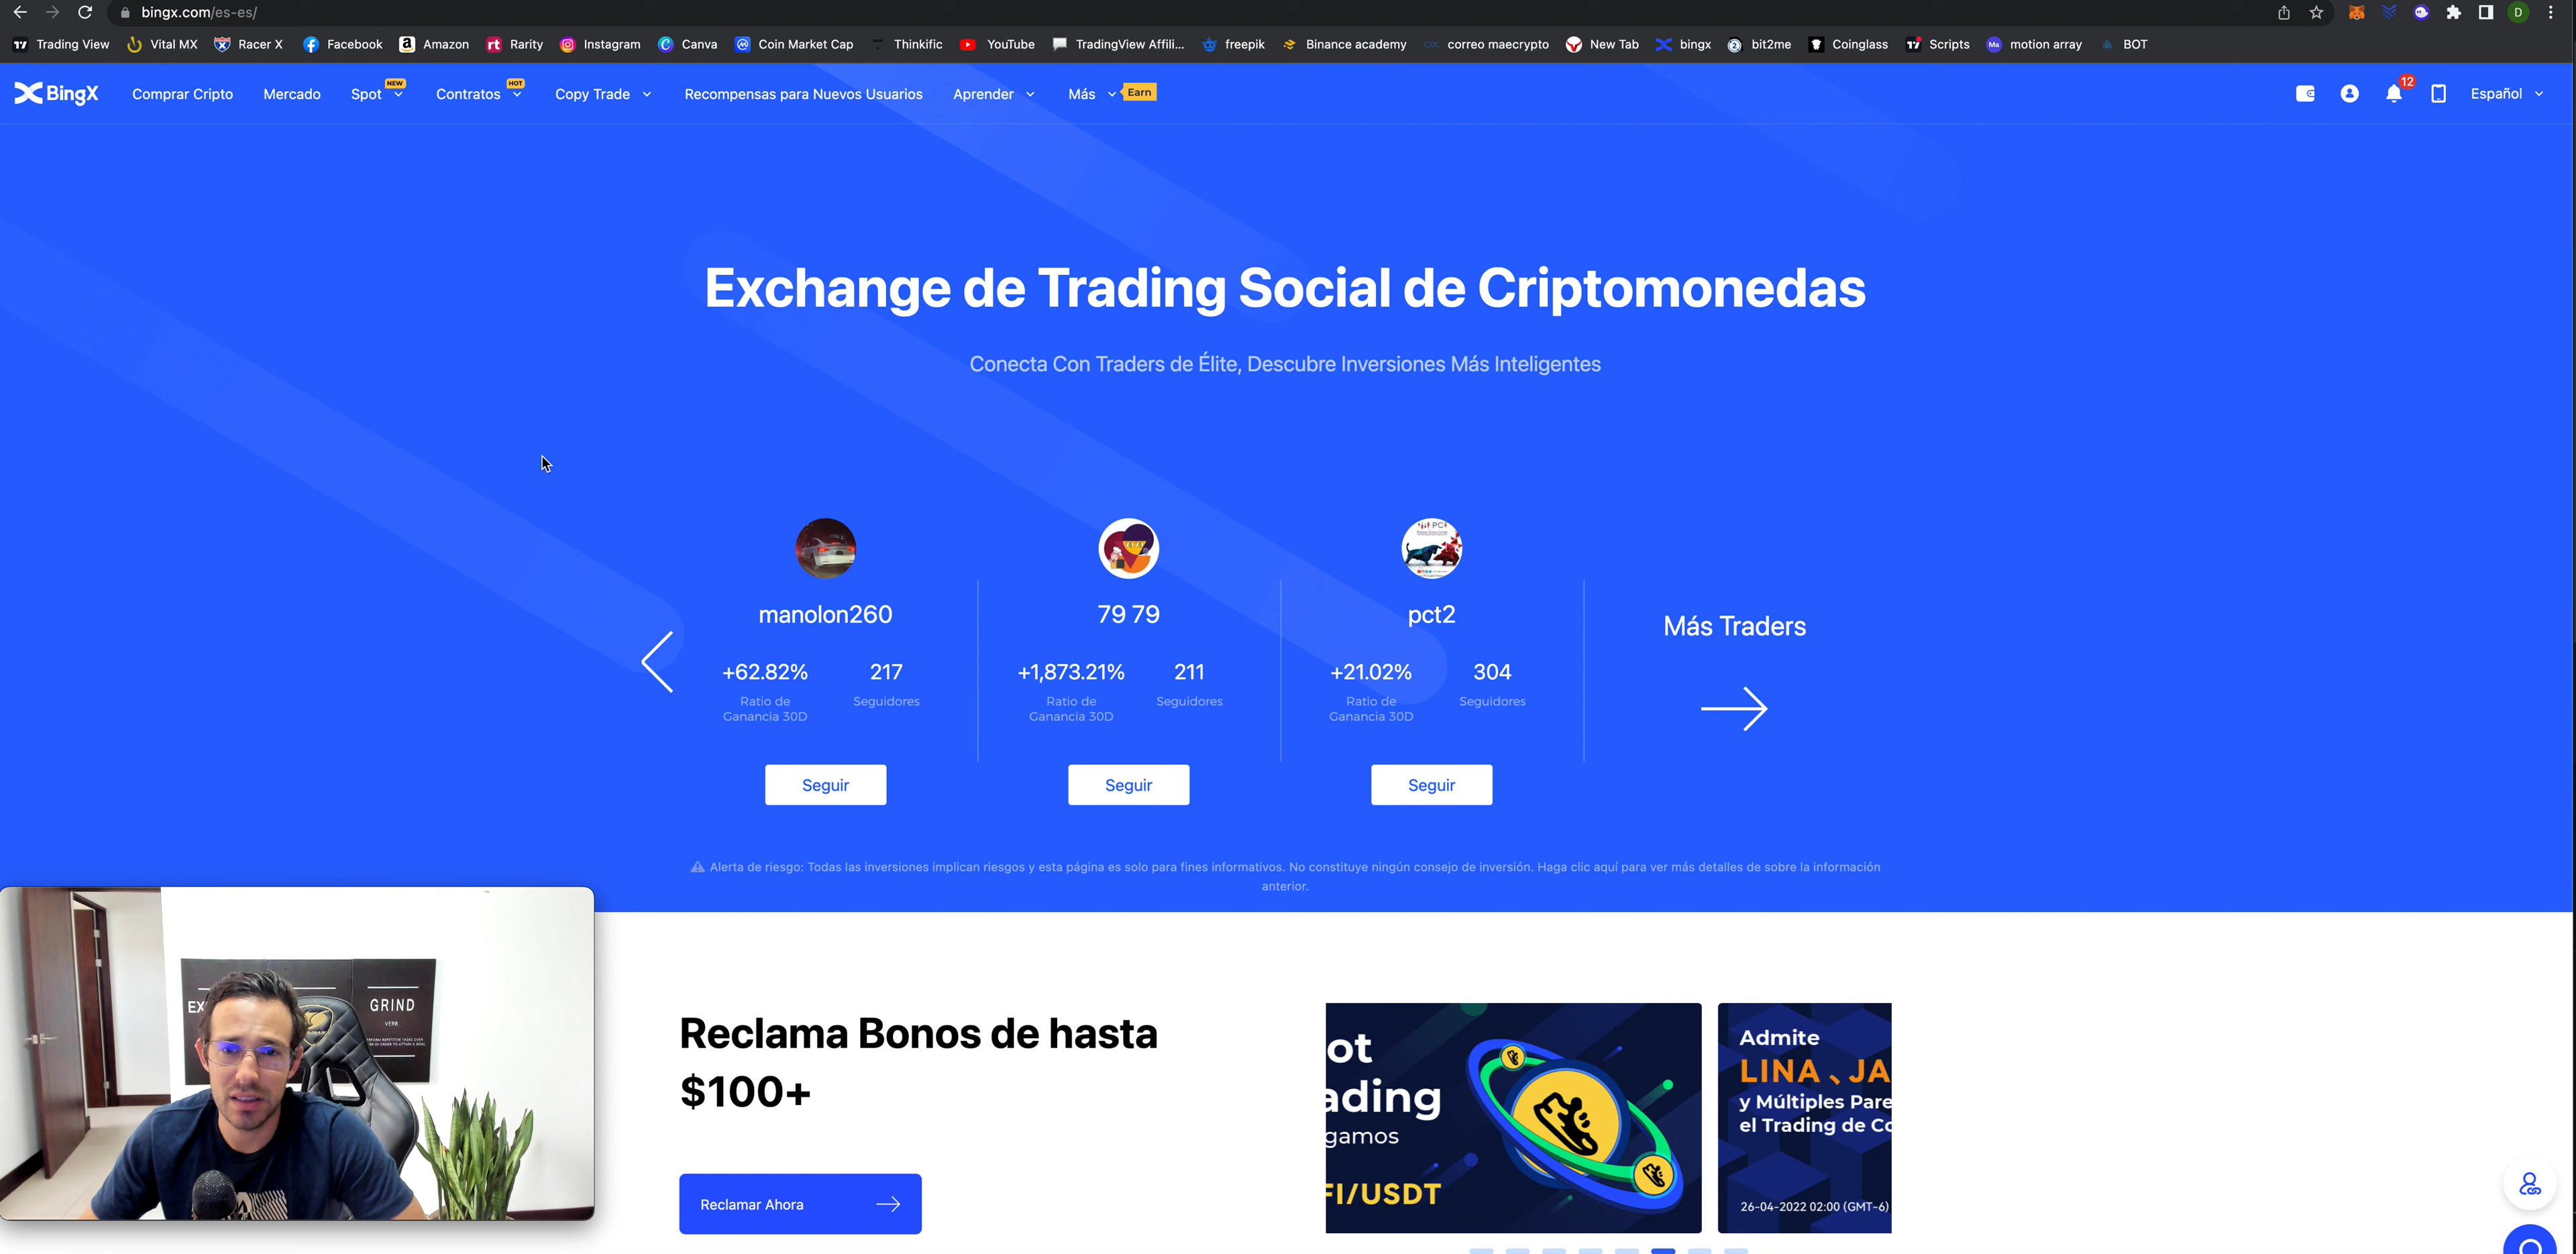 bingx.com/es-es/
Trading View Vital MX Racer X Facebook Amazon Rarity Instagram Canva Coin Market Cap Thinkific YouTube TradingView Affili... freepik Binance academy correo maecrypto New Tab bingx bit2me Coinglass Scripts motion array BOT
BingX Comprar Cripto Mercado Spot NEW Contratos HOT Copy Trade Recompensas para Nuevos Usuarios Aprender Más Earn 12 Español
Exchange de Trading Social de Criptomonedas
Conecta Con Traders de Élite, Descubre Inversiones Más Inteligentes
manolon260 79 79 pct2 Más Traders
+62.82% 217 +1,873.21% 211 +21.02% 304
Ratio de Seguidores Ratio de Seguidores Ratio de Seguidores
Ganancia 30D Ganancia 30D Ganancia 30D
Seguir Seguir Seguir
Alerta de riesgo: Todas las inversiones implican riesgos y esta página es solo para fines informativos. No constituye ningún consejo de inversión. Haga clic aquí para ver más detalles de sobre la información
anterior.
GRIND
VERB
Reclama Bonos de hasta
$100+
Reclamar Ahora
ot
ading
gamos
FI/USDT
Admite
LINA、JA
y Múltiples Pare
el Trading de Co
26-04-2022 02:00 (GMT-6)